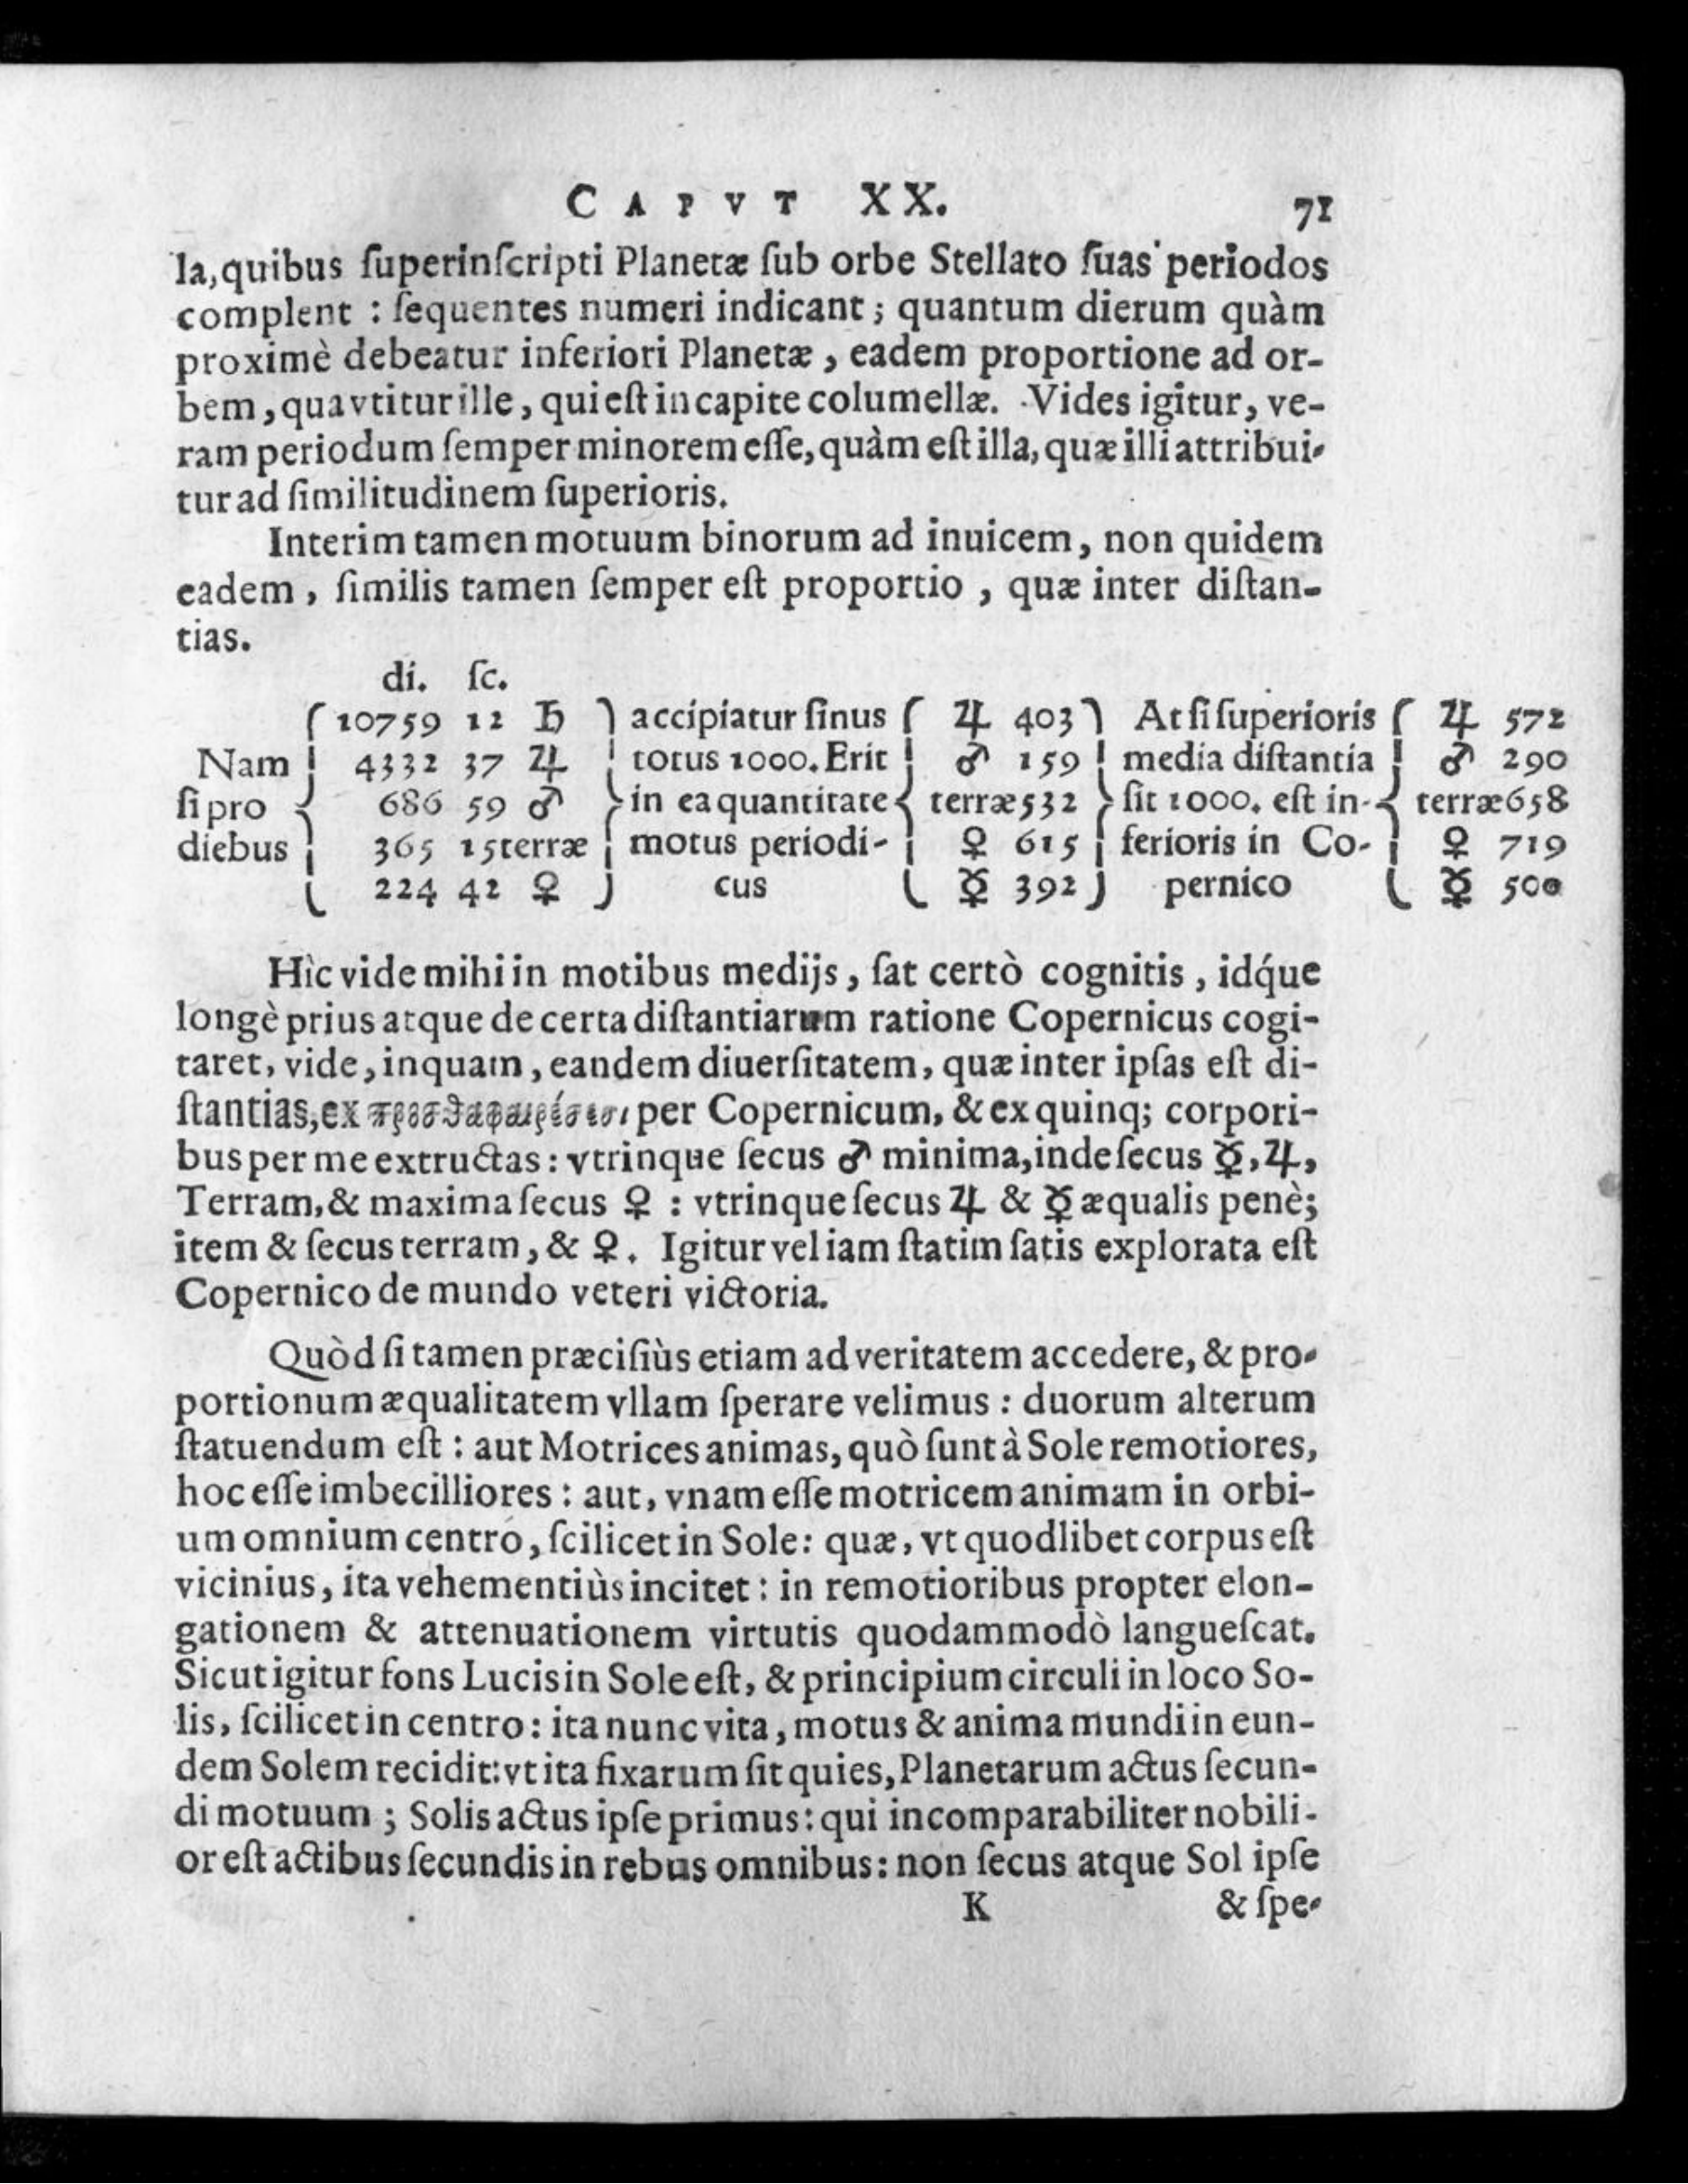 CAPVT XX. 71
la, quibus ſuperinſcripti Planetæ ſub orbe Stellato ſuas periodos
complent : ſequentes numeri indicant ; quantum dierum quàm
proximè debeatur inferiori Planetæ , eadem proportione ad or-
bem , qua vtitur ille , qui eſt in capite columellæ. Vides igitur, ve-
ram periodum ſemper minorem eſſe, quàm eſt illa, quæ illi attribui-
tur ad ſimilitudinem ſuperioris.
Interim tamen motuum binorum ad inuicem, non quidem
eadem , ſimilis tamen ſemper eſt proportio , quæ inter diſtan-
tias.
di. ſc.
10759 12 ♄ accipiatur ſinus ♃ 403 At ſi ſuperioris ♃ 572
Nam 4332 37 ♃ totus 1000. Erit ♂ 159 media diſtantia ♂ 290
ſi pro 686 59 ♂ in ea quantitate terræ 532 ſit 1000. eſt in- terræ 658
diebus 365 15 terræ motus periodi- ♀ 615 ferioris in Co- ♀ 719
224 42 ♀ cus ☿ 392 pernico ☿ 500
Hìc vide mihi in motibus medijs , ſat certò cognitis , idq́ue
longè prius atque de certa diſtantiarum ratione Copernicus cogi-
taret, vide, inquam, eandem diuerſitatem, quæ inter ipſas eſt di-
ſtantias, ex προσθαφαιρέσεσι per Copernicum, & ex quinq; corpori-
bus per me extructas : vtrinque ſecus ♂ minima, inde ſecus ☿, ♃,
Terram, & maxima ſecus ♀ : vtrinque ſecus ♃ & ☿ æqualis penè;
item & ſecus terram, & ♀. Igitur vel iam ſtatim ſatis explorata eſt
Copernico de mundo veteri victoria.
Quòd ſi tamen præciſiùs etiam ad veritatem accedere, & pro-
portionum æqualitatem vllam ſperare velimus : duorum alterum
ſtatuendum eſt : aut Motrices animas, quò ſunt à Sole remotiores,
hoc eſſe imbecilliores : aut, vnam eſſe motricem animam in orbi-
um omnium centro, ſcilicet in Sole: quæ, vt quodlibet corpus eſt
vicinius, ita vehementiùs incitet : in remotioribus propter elon-
gationem & attenuationem virtutis quodammodò langueſcat.
Sicut igitur fons Lucis in Sole eſt, & principium circuli in loco So-
lis, ſcilicet in centro : ita nunc vita, motus & anima mundi in eun-
dem Solem recidit: vt ita fixarum ſit quies, Planetarum actus ſecun-
di motuum ; Solis actus ipſe primus : qui incomparabiliter nobili-
or eſt actibus ſecundis in rebus omnibus : non ſecus atque Sol ipſe
K & ſpe-